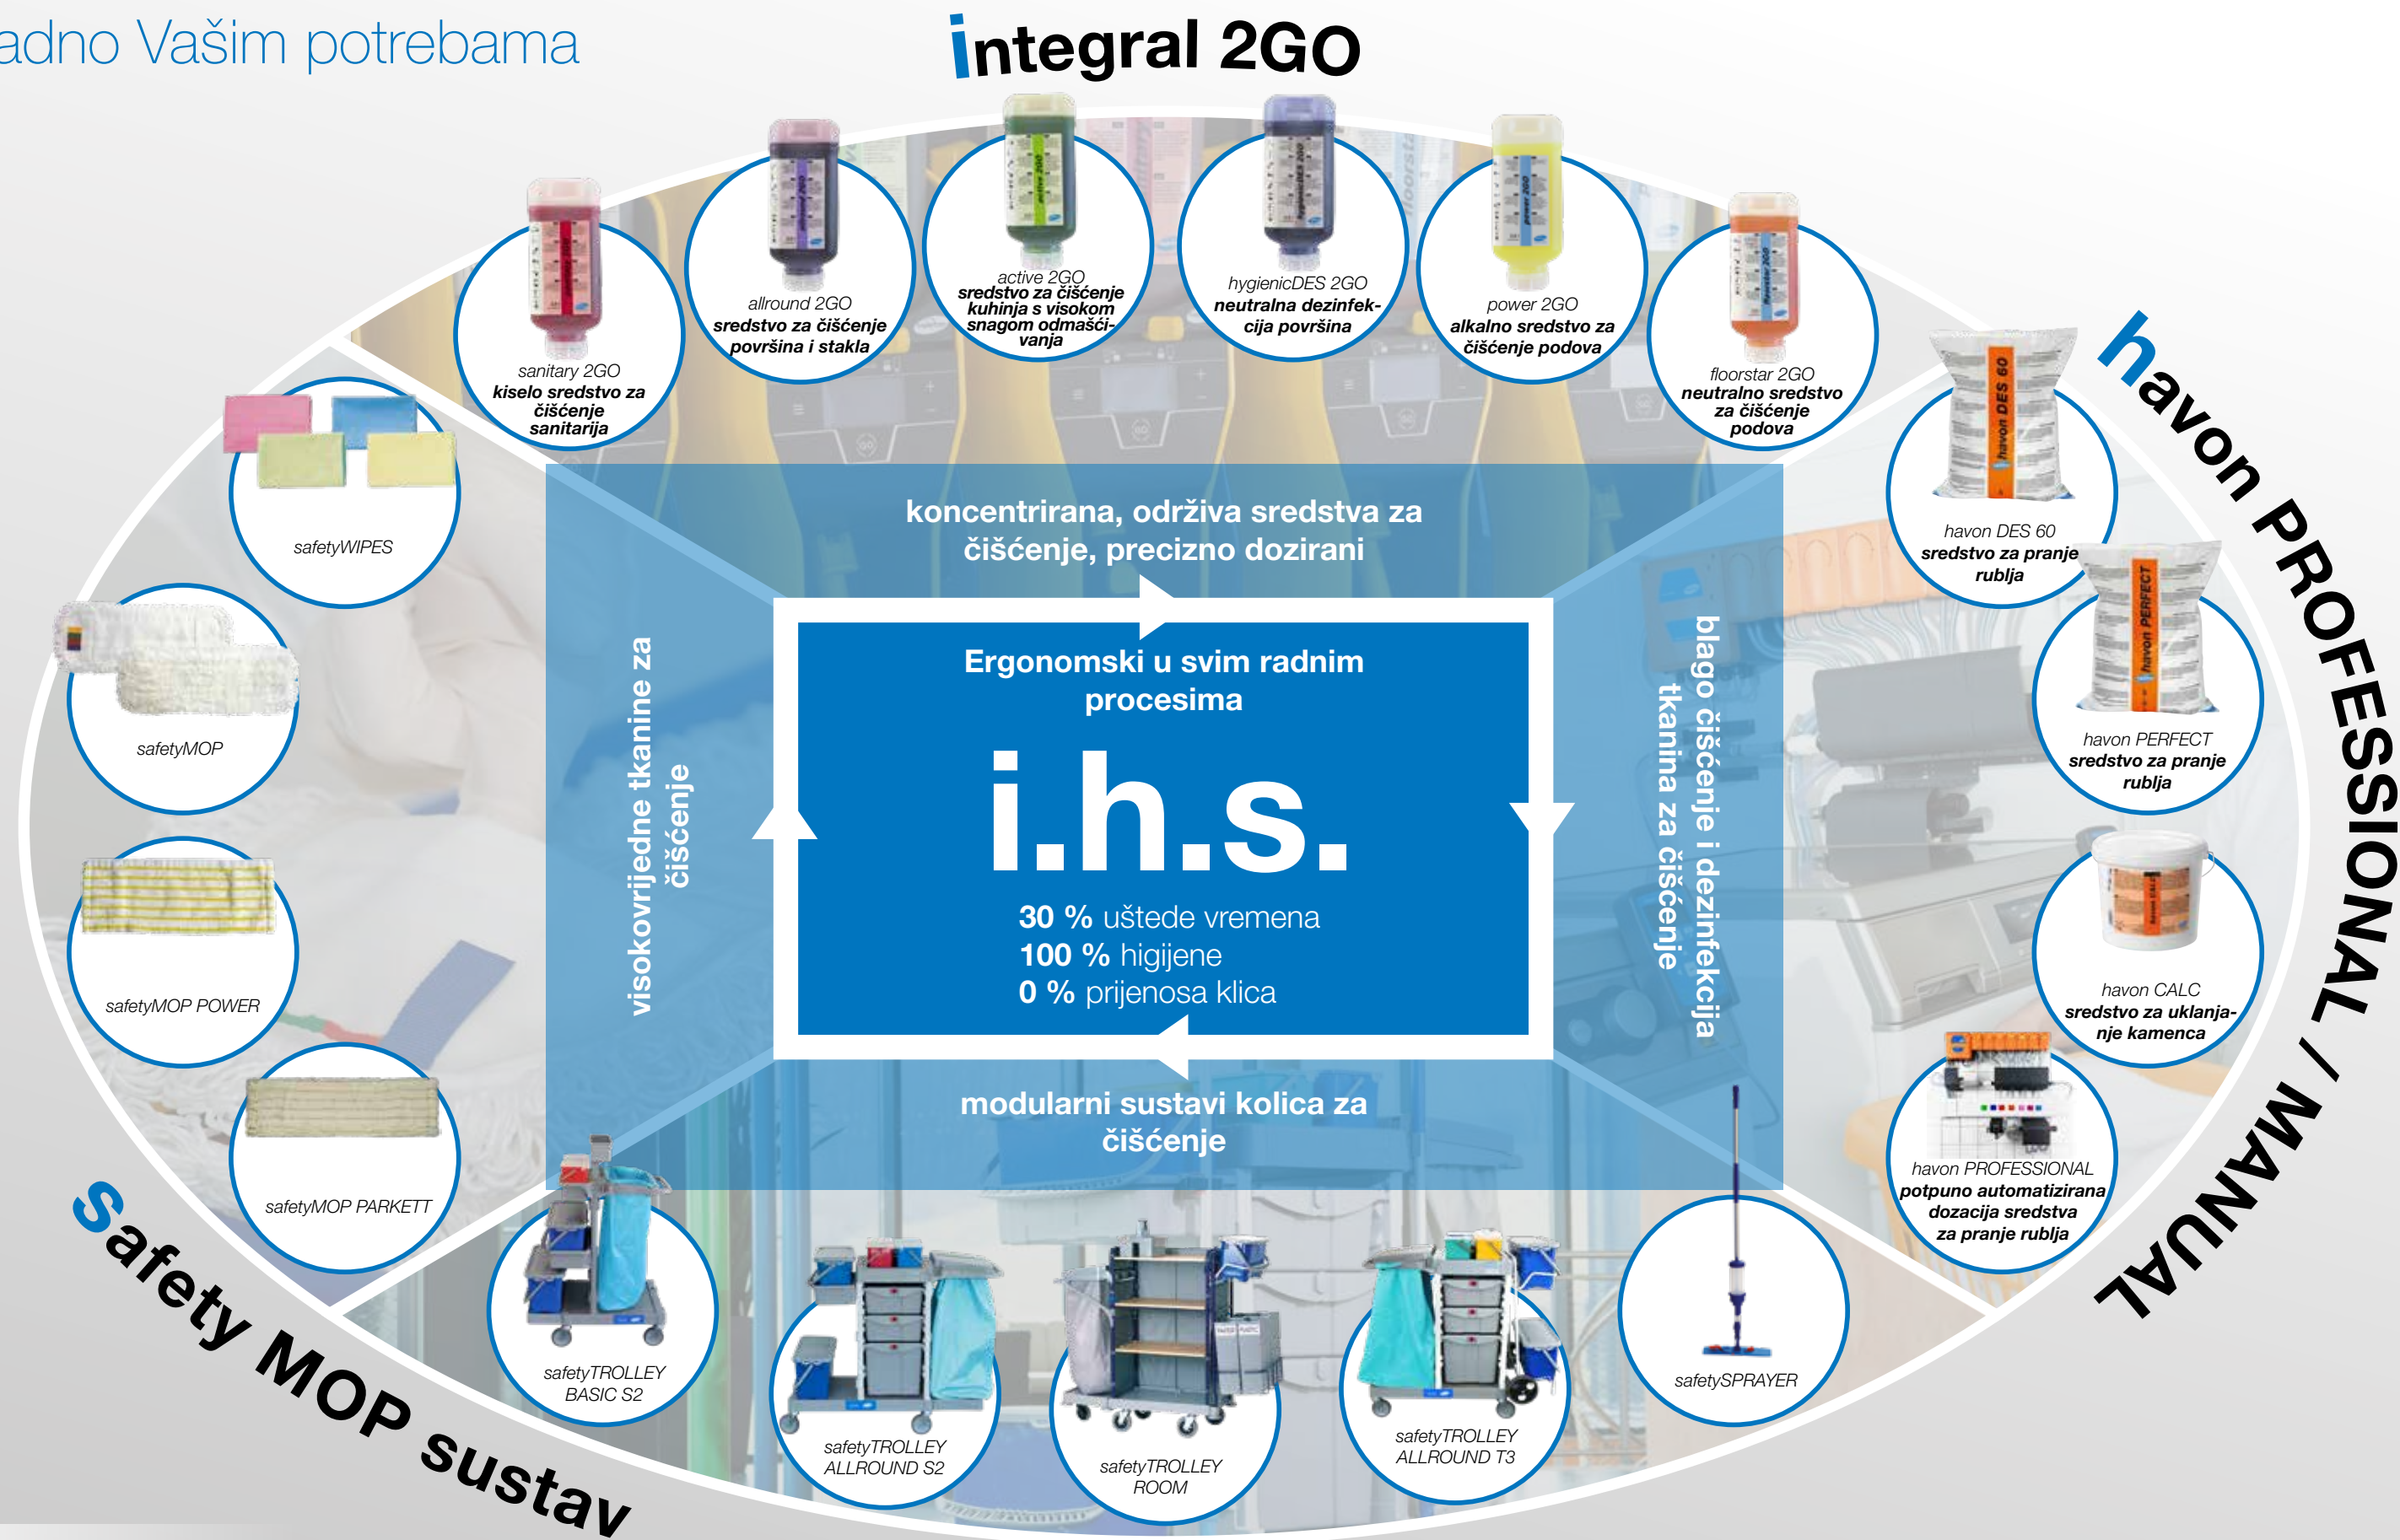 adno Vašim potrebama
integral 2GO
sanitary 2GO
kiselo sredstvo za
čišćenje
sanitarija
allround 2GO
sredstvo za čišćenje
površina i stakla
active 2GO
sredstvo za čišćenje
kuhinja s visokom
snagom odmašći-
vanja
hygienicDES 2GO
neutralna dezinfek-
cija površina
power 2GO
alkalno sredstvo za
čišćenje podova
floorstar 2GO
neutralno sredstvo
za čišćenje
podova
havon PROFESSIONAL / MANUAL
havon DES 60
havon DES 60
sredstvo za pranje
rublja
havon PERFECT
havon PERFECT
sredstvo za pranje
rublja
havon CALC
havon CALC
sredstvo za uklanja-
nje kamenca
havon PROFESSIONAL
potpuno automatizirana
dozacija sredstva
za pranje rublja
safetyWIPES
safetyMOP
safetyMOP POWER
safetyMOP PARKETT
safety MOP sustav
safetyTROLLEY
BASIC S2
safetyTROLLEY
ALLROUND S2
safetyTROLLEY
ROOM
safetyTROLLEY
ALLROUND T3
safetySPRAYER
koncentrirana, održiva sredstva za
čišćenje, precizno dozirani
blago čišćenje i dezinfekcija
tkanina za čišćenje
modularni sustavi kolica za
čišćenje
visokovrijedne tkanine za
čišćenje
Ergonomski u svim radnim
procesima
i.h.s.
30 % uštede vremena
100 % higijene
0 % prijenosa klica